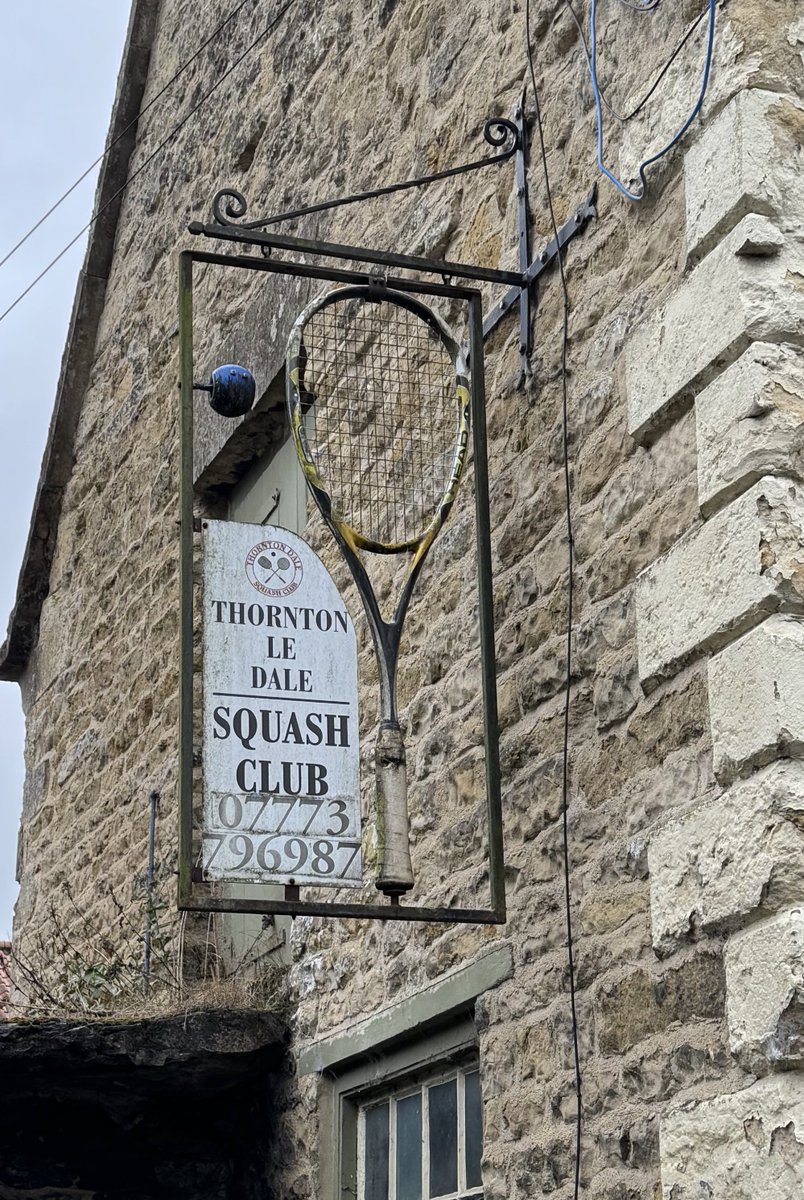 THORNTON DALE
SQUASH CLUB
THORNTON
LE
DALE
SQUASH
CLUB
07773
796987